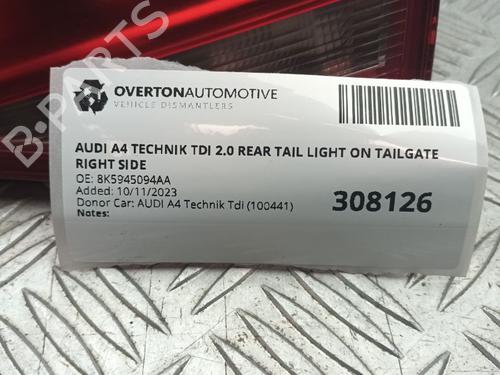 OVERTONAUTOMOTIVE
VEHICLE DISMANTLERS
AUDI A4 TECHNIK TDI 2.0 REAR TAIL LIGHT ON TAILGATE
RIGHT SIDE
OE: 8K5945094AA
Added: 10/11/2023
Donor Car: AUDI A4 Technik Tdi (100441)
Notes:
308126
B-PARTS